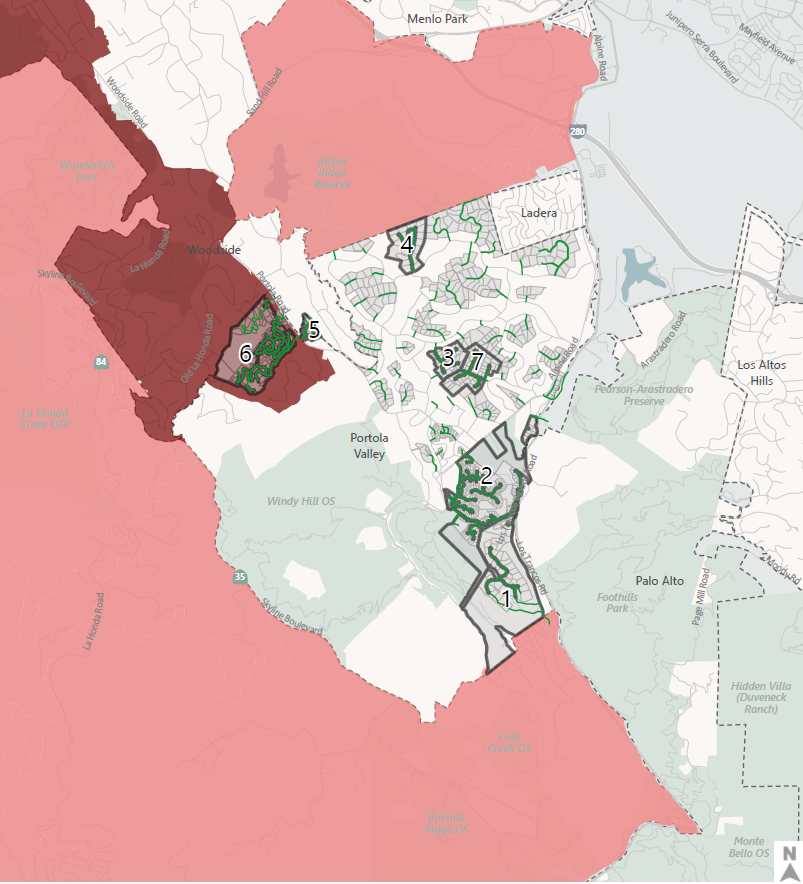 Menlo Park
Junipero Serra Boulevard
Mayfield Avenue
Alpine Road
Sand Hill Road
Woodside Road
280
Wunderlich
Park
Jasper
Ridge
Reserve
Ladera
4
La Honda Road
Woodside
Skyline Boulevard
Portola Road
5
Old La Honda Road
6
3
7
Alpine Road
Arastradero Road
84
Los Altos
Hills
Pearson-Arastradero
Preserve
La Honda
Creek OSP
Portola
Valley
2
Windy Hill OS
Los Trancos Rd
35
Moody Rd
Palo Alto
Page Mill Road
1
Foothills
Park
Skyline Boulevard
La Honda Road
Hidden Villa
(Duveneck
Ranch)
Coal
Creek OS
Russian
Ridge OS
Monte
Bello OS
N